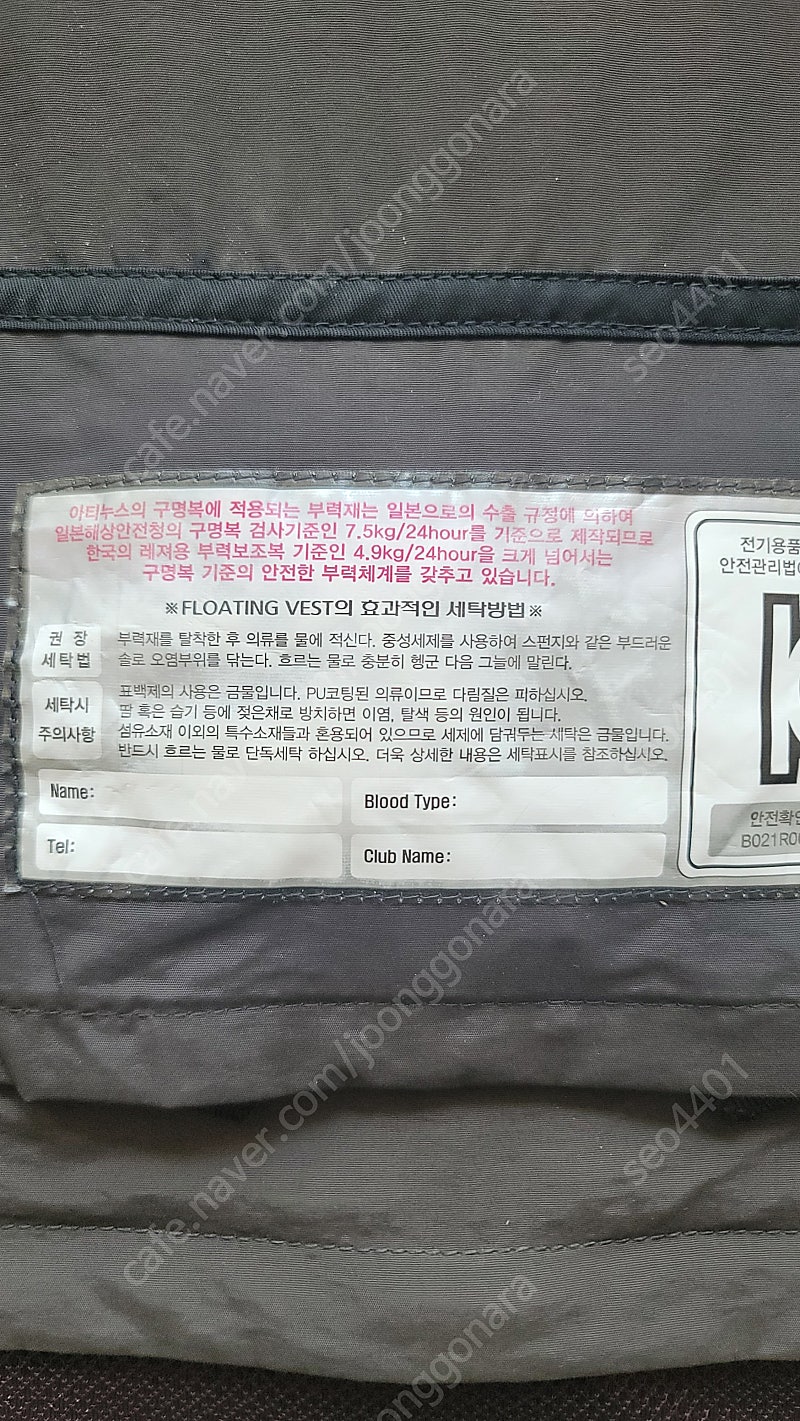 아티누스의 구명복에 적용되는 부력재는 일본으로의 수출 규정에 의하여
일본해상안전청의 구명복 검사기준인 7.5kg/24hour를 기준으로 제작되므로
한국의 레져용 부력보조복 기준인 4.9kg/24hour을 크게 넘어서는
구명복 기준의 안전한 부력체계를 갖추고 있습니다.
※FLOATING VEST의 효과적인 세탁방법※
권 장
세탁법
부력재를 탈착한 후 의류를 물에 적신다. 중성세제를 사용하여 스펀지와 같은 부드러운
솔로 오염부위를 닦는다. 흐르는 물로 충분히 헹군 다음 그늘에 말린다.
세탁시
주의사항
표백제의 사용은 금물입니다. PU코팅된 의류이므로 다림질은 피하십시오.
땀 혹은 습기 등에 젖은채로 방치하면 이염, 탈색 등의 원인이 됩니다.
섬유소재 이외의 특수소재들과 혼용되어 있으므로 세제에 담궈두는 세탁은 금물입니다.
반드시 흐르는 물로 단독세탁 하십시오. 더욱 상세한 내용은 세탁표시를 참조하십시오.
Name:
Blood Type:
Tel:
Club Name:
전기용품
안전관리법
안전확인
B021R0
cafe.naver.com/joonggonara
seo4401
cafe.naver.com/joonggonara
seo4401
joonggonara